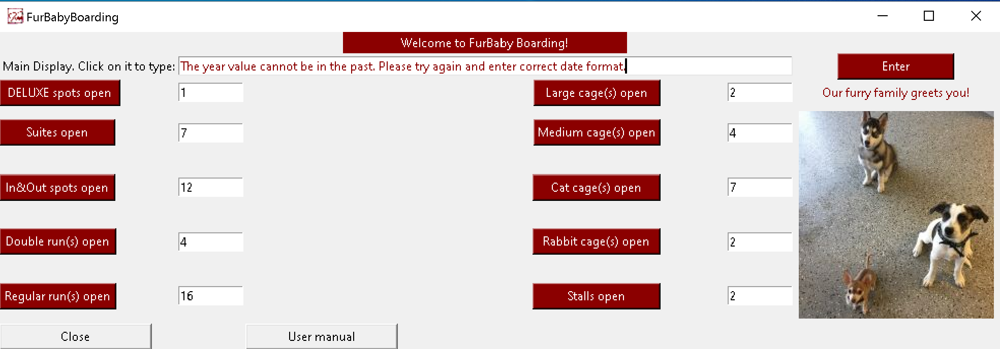 FurBabyBoarding
Welcome to FurBaby Boarding!
Main Display. Click on it to type: The year value cannot be in the past. Please try again and enter correct date format. Enter
DELUXE spots open 1 Large cage(s) open 2 Our furry family greets you!
Suites open 7 Medium cage(s) open 4
In&Out spots open 12 Cat cage(s) open 7
Double run(s) open 4 Rabbit cage(s) open 2
Regular run(s) open 16 Stalls open 2
Close User manual